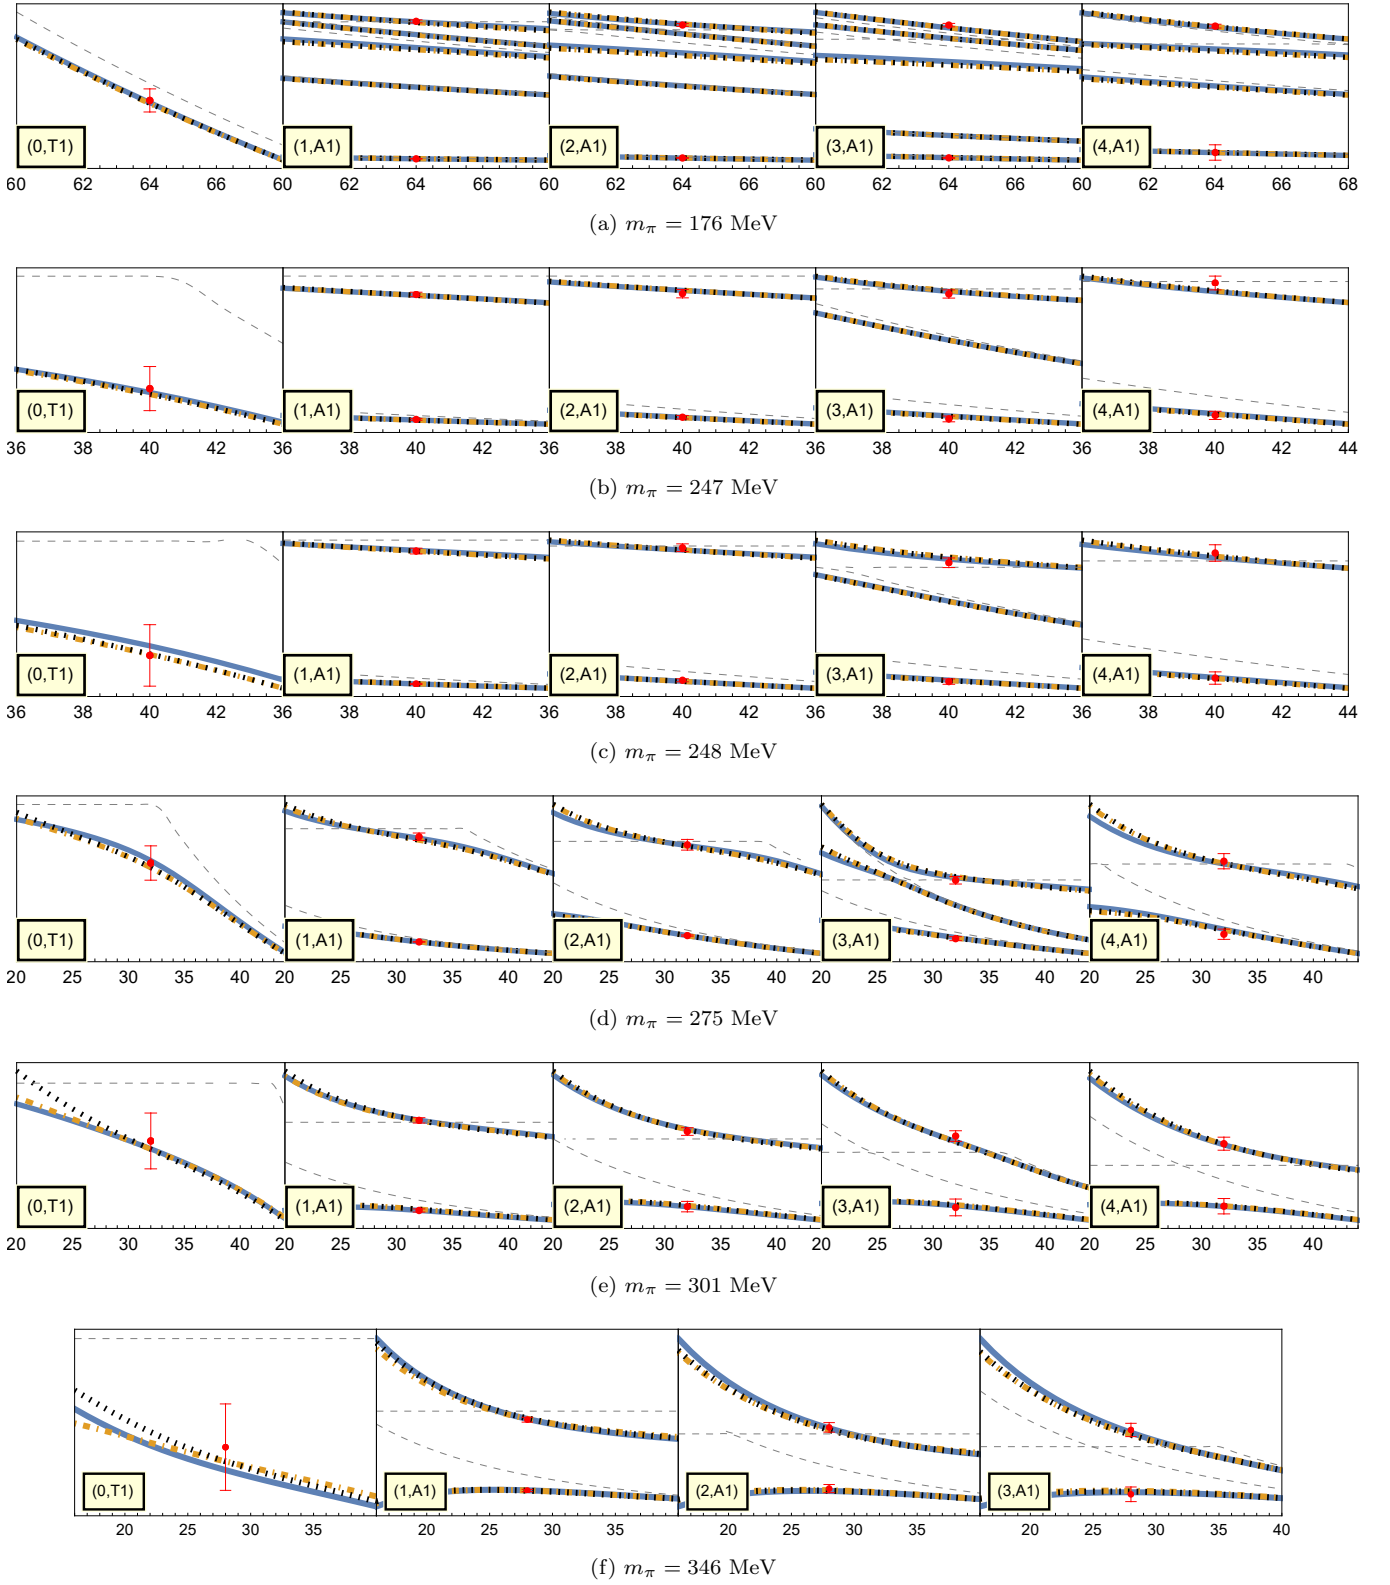 (0,T1) (1,A1) (2,A1) (3,A1) (4,A1)
60 62 64 66 60 62 64 66 60 62 64 66 60 62 64 66 60 62 64 66 68
(a) mπ = 176 MeV
(0,T1) (1,A1) (2,A1) (3,A1) (4,A1)
36 38 40 42 36 38 40 42 36 38 40 42 36 38 40 42 36 38 40 42 44
(b) mπ = 247 MeV
(0,T1) (1,A1) (2,A1) (3,A1) (4,A1)
36 38 40 42 36 38 40 42 36 38 40 42 36 38 40 42 36 38 40 42 44
(c) mπ = 248 MeV
(0,T1) (1,A1) (2,A1) (3,A1) (4,A1)
20 25 30 35 40 20 25 30 35 40 20 25 30 35 40 20 25 30 35 40 20 25 30 35 40
(d) mπ = 275 MeV
(0,T1) (1,A1) (2,A1) (3,A1) (4,A1)
20 25 30 35 40 20 25 30 35 40 20 25 30 35 40 20 25 30 35 40 20 25 30 35 40
(e) mπ = 301 MeV
(0,T1) (1,A1) (2,A1) (3,A1)
20 25 30 35 20 25 30 35 20 25 30 35 20 25 30 35 40
(f) mπ = 346 MeV